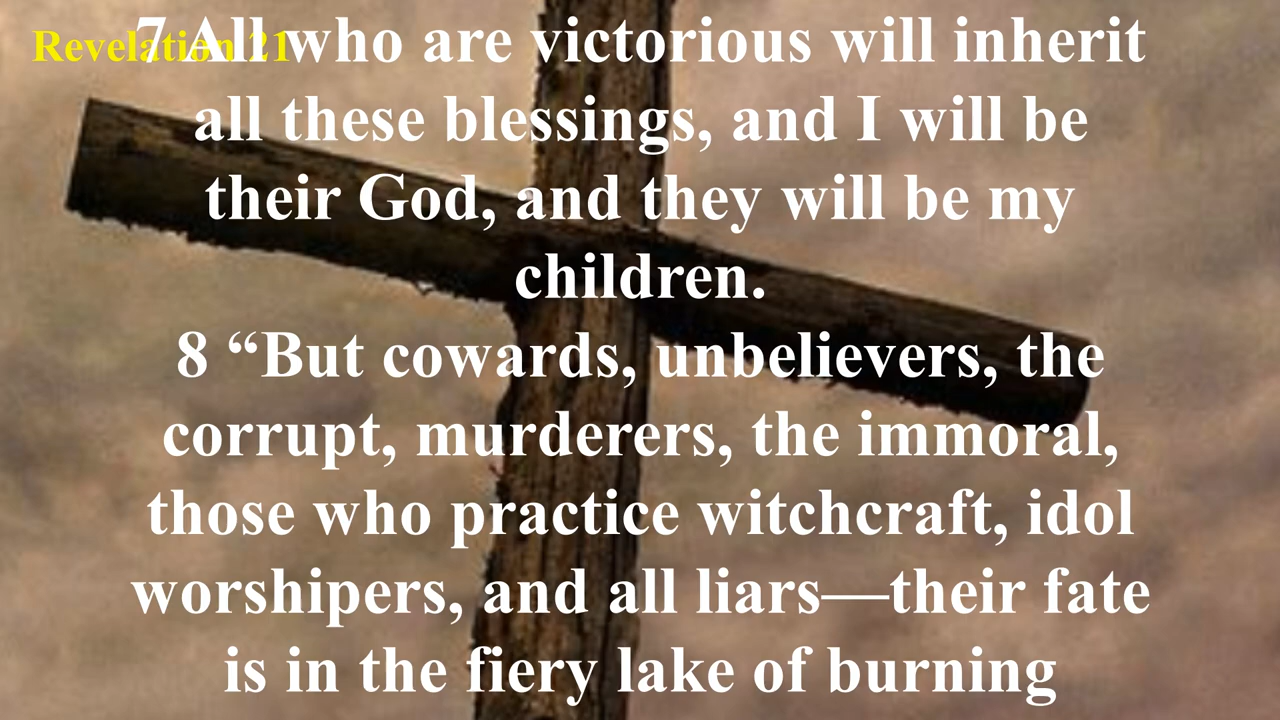 Revelation 21
7 All who are victorious will inherit
all these blessings, and I will be
their God, and they will be my
children.
8 “But cowards, unbelievers, the
corrupt, murderers, the immoral,
those who practice witchcraft, idol
worshipers, and all liars—their fate
is in the fiery lake of burning